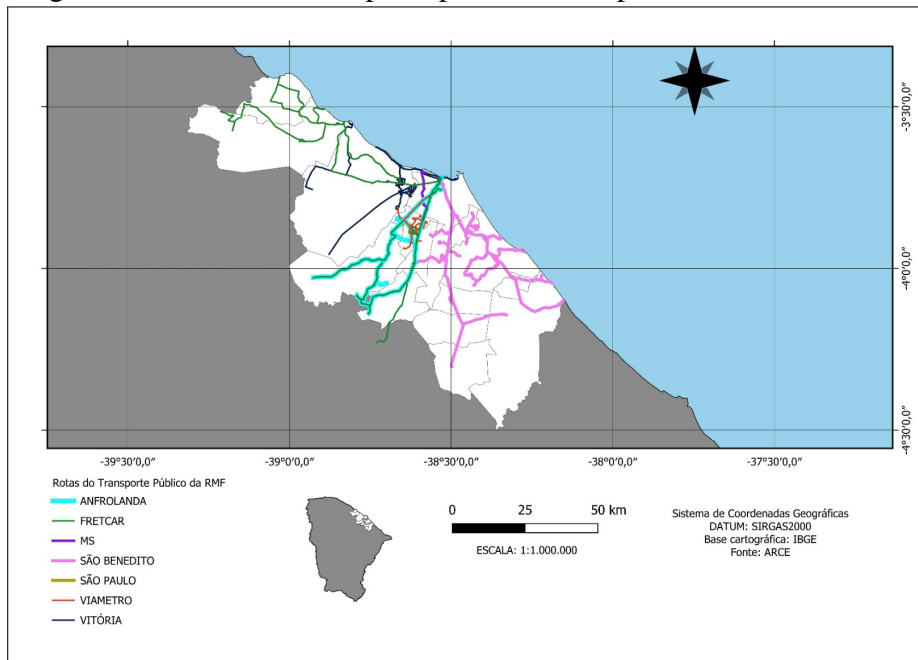 -3°30'0,0"
-4°0'0,0"
-4°30'0,0"
-39°30'0,0"
-39°0'0,0"
-38°30'0,0"
-38°0'0,0"
-37°30'0,0"
Rotas do Transporte Público da RMF
ANFROLANDA
FRETCAR
MS
SÃO BENEDITO
SÃO PAULO
VIAMETRO
VITÓRIA
0 25 50 km
ESCALA: 1:1.000.000
Sistema de Coordenadas Geográficas
DATUM: SIRGAS2000
Base cartográfica: IBGE
Fonte: ARCE